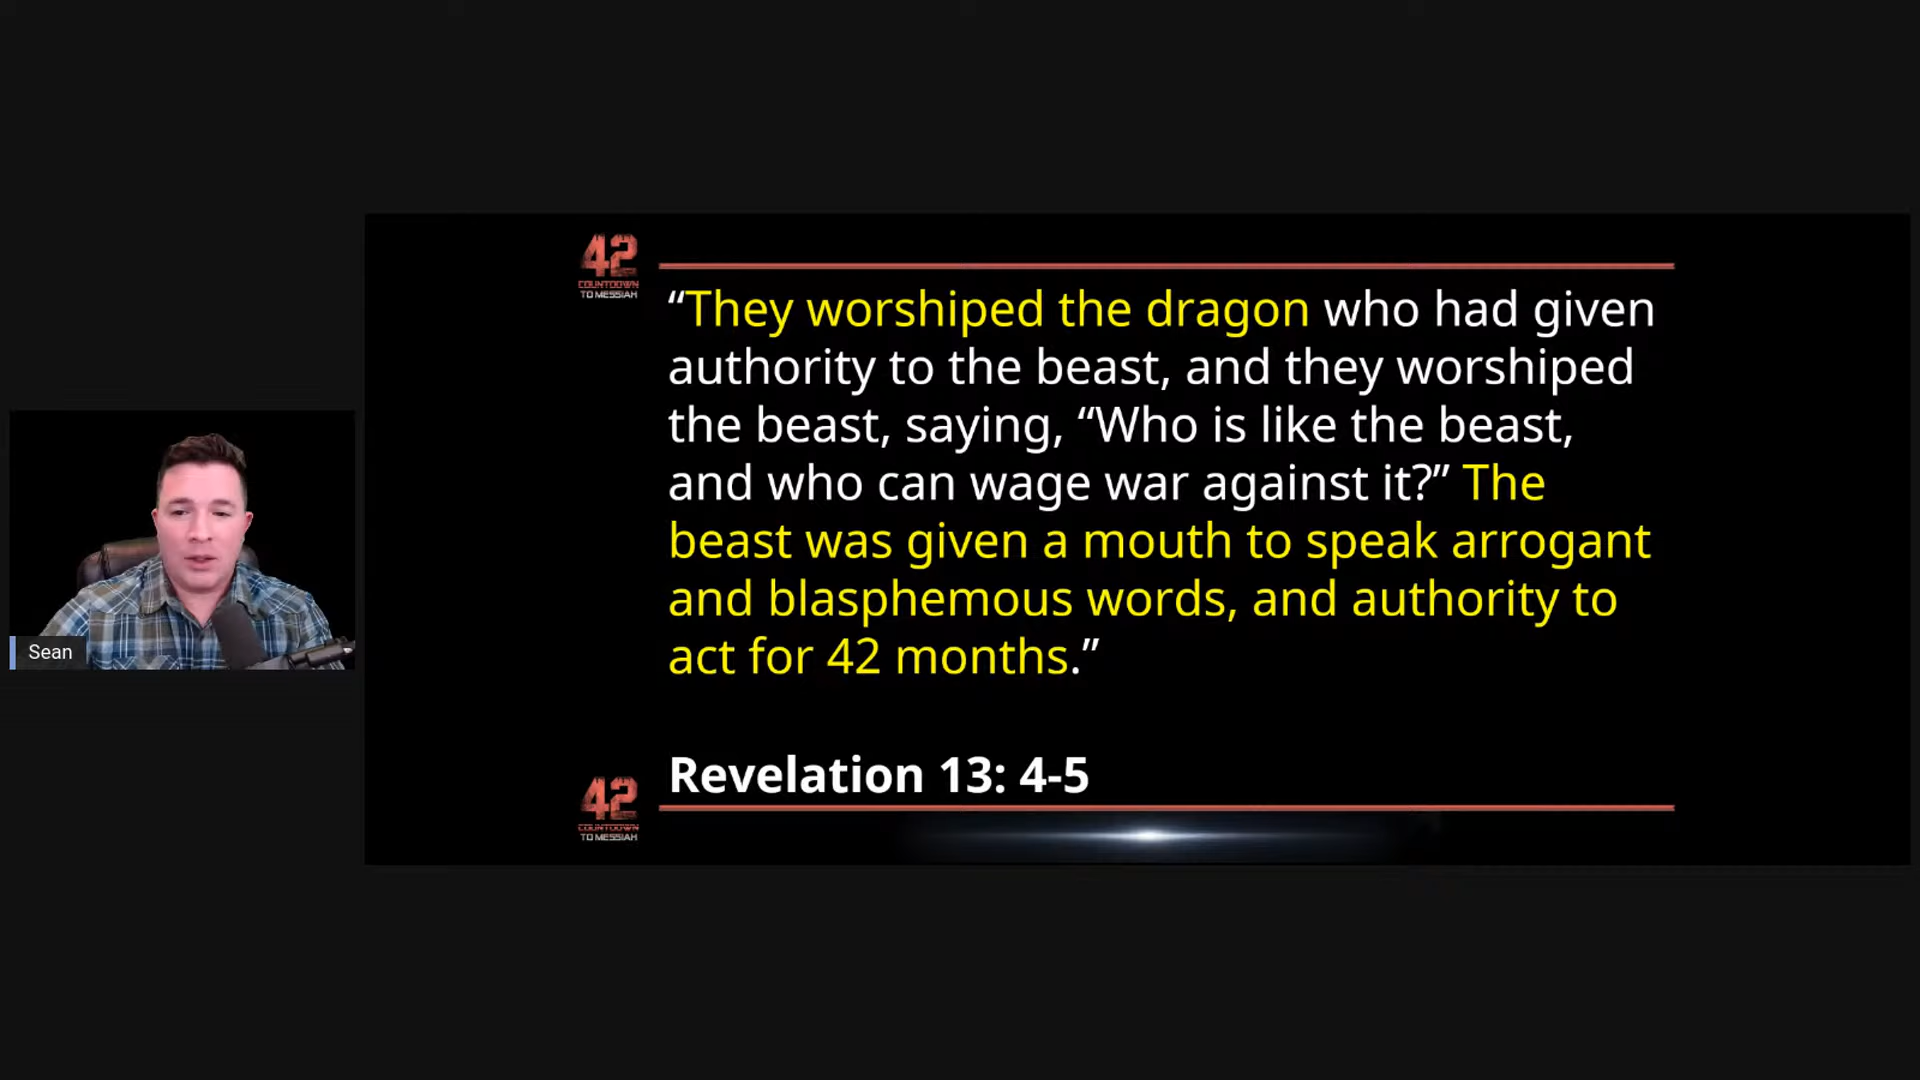 42
COUNTDOWN
TO MESSIAH
“They worshiped the dragon who had given
authority to the beast, and they worshiped
the beast, saying, “Who is like the beast,
and who can wage war against it?” The
beast was given a mouth to speak arrogant
and blasphemous words, and authority to
act for 42 months.”
Sean
Revelation 13: 4-5
42
COUNTDOWN
TO MESSIAH